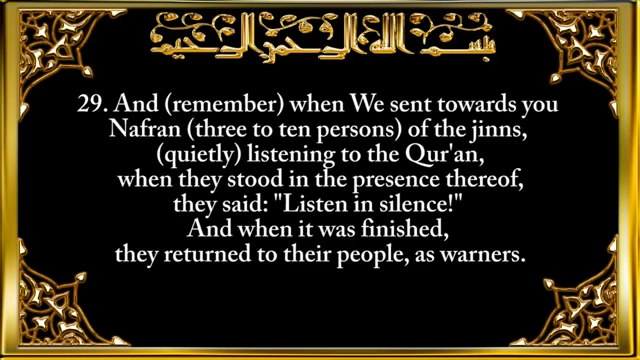 بسم الله الرحمن الرحيم
29. And (remember) when We sent towards you
Nafran (three to ten persons) of the jinns,
(quietly) listening to the Qur'an,
when they stood in the presence thereof,
they said: "Listen in silence!"
And when it was finished,
they returned to their people, as warners.